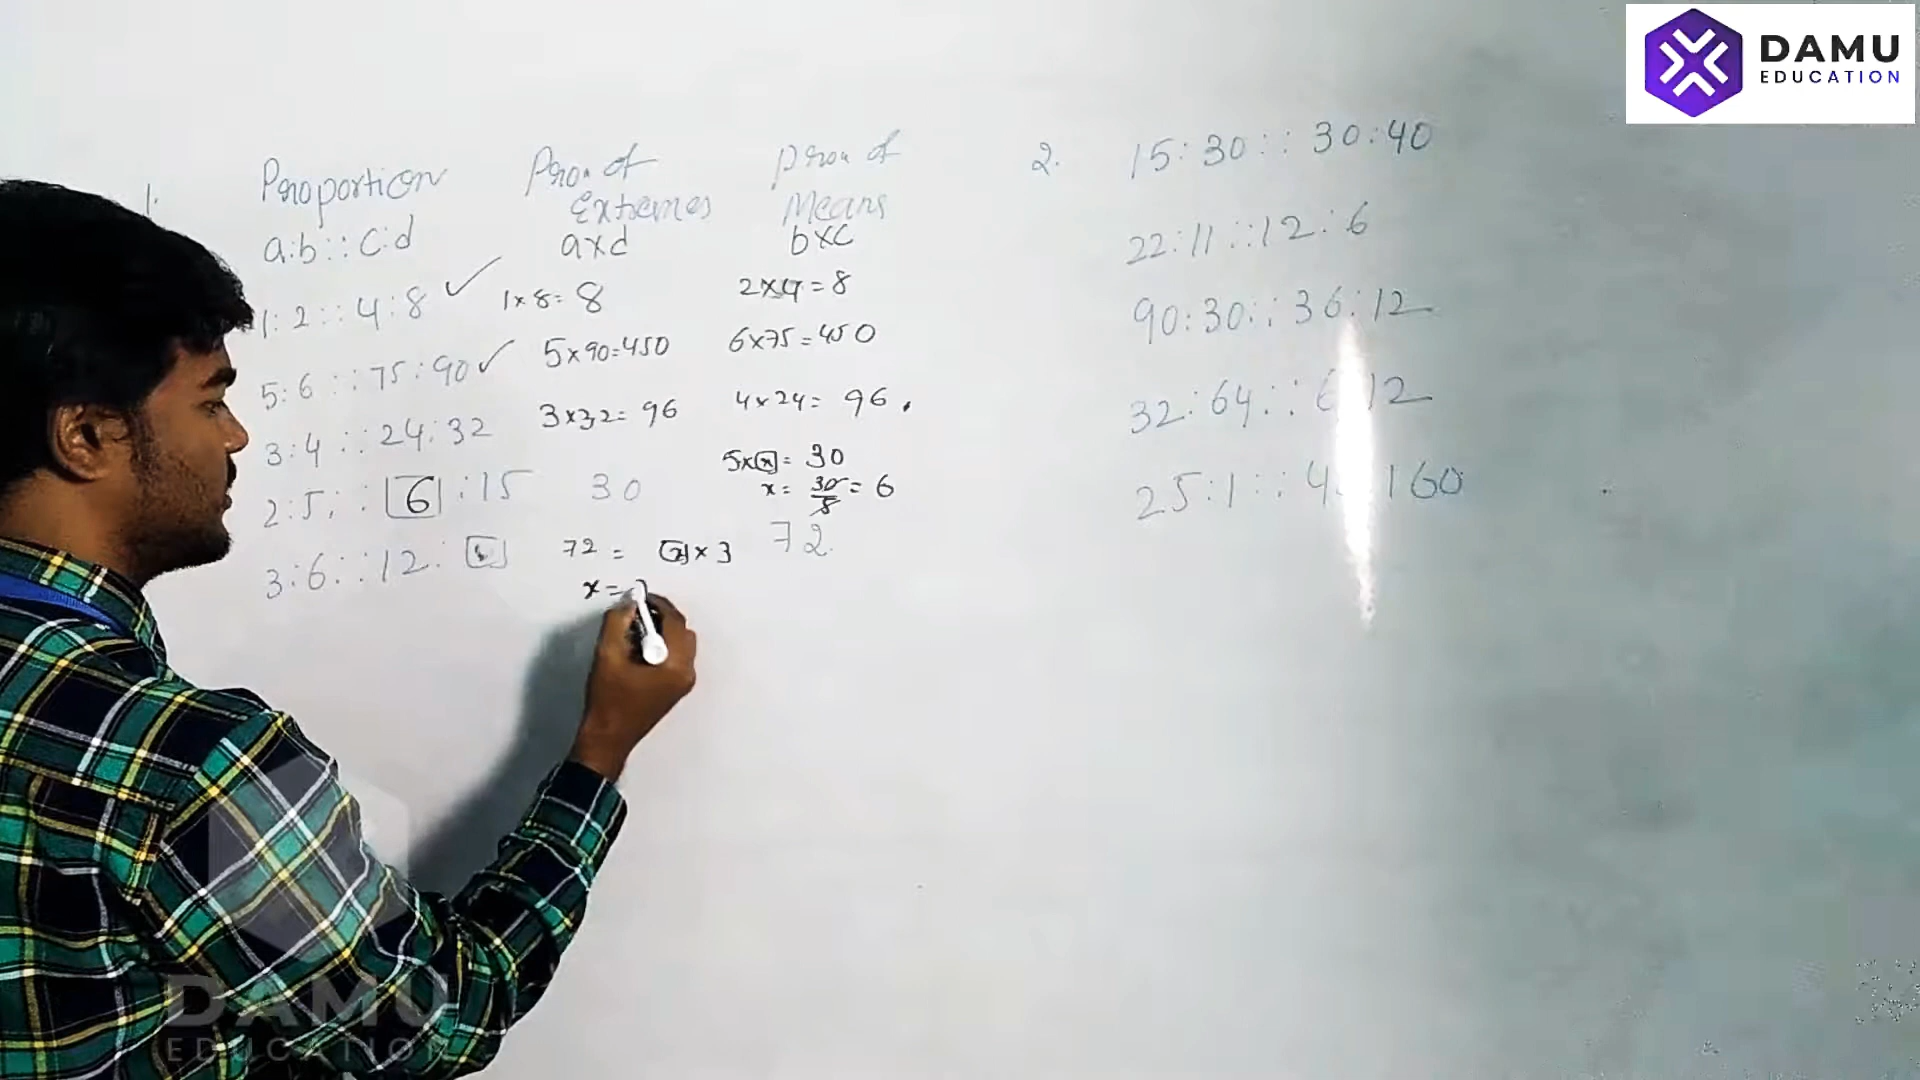 DAMU
EDUCATION
1.
Proportion
a:b::c:d
1:2::4:8 ✓
5:6::75:90 ✓
3:4::24:32
2:5::6:15
3:6::12:
Pro. of
Extremes
axd
1x8=8
5x90=450
3x32=96
30
72 = x x 3
x=
Pro. of
Means
bxc
2x4=8
6x75=450
4x24=96.
5x x = 30
x = 30/5 = 6
72.
2.
15:30::30:40
22:11::12:6
90:30::36:12
32:64::6 12
25:1::4 160
DAMU
EDUCATION